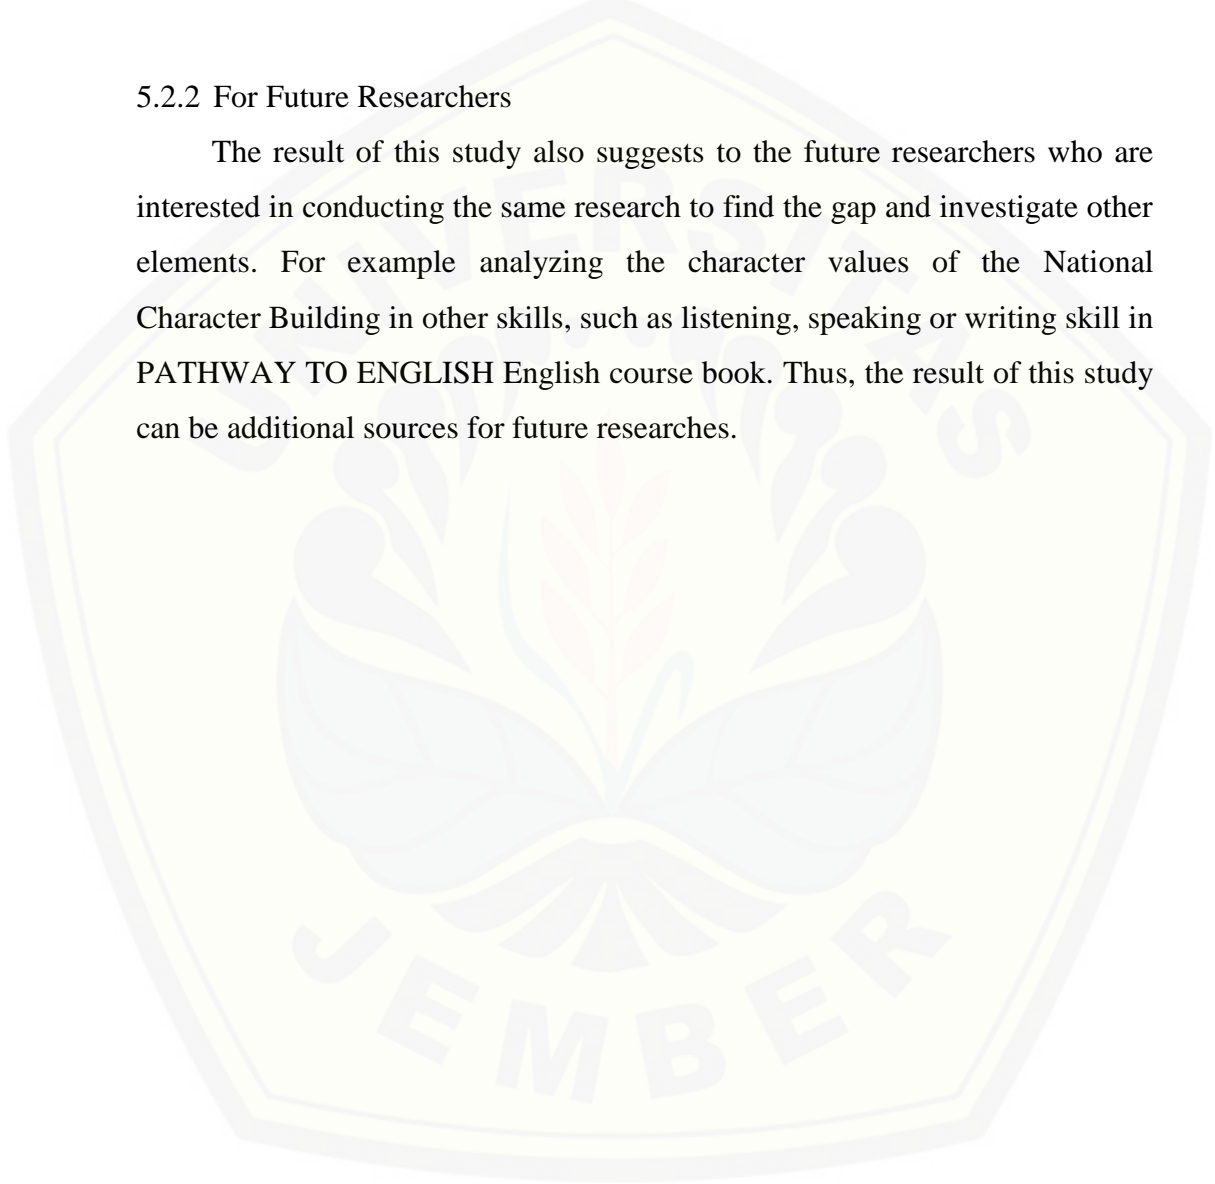 5.2.2 For Future Researchers
The result of this study also suggests to the future researchers who are
interested in conducting the same research to find the gap and investigate other
elements. For example analyzing the character values of the National
Character Building in other skills, such as listening, speaking or writing skill in
PATHWAY TO ENGLISH English course book. Thus, the result of this study
can be additional sources for future researches.
UNIVERSITAS
JEMBER